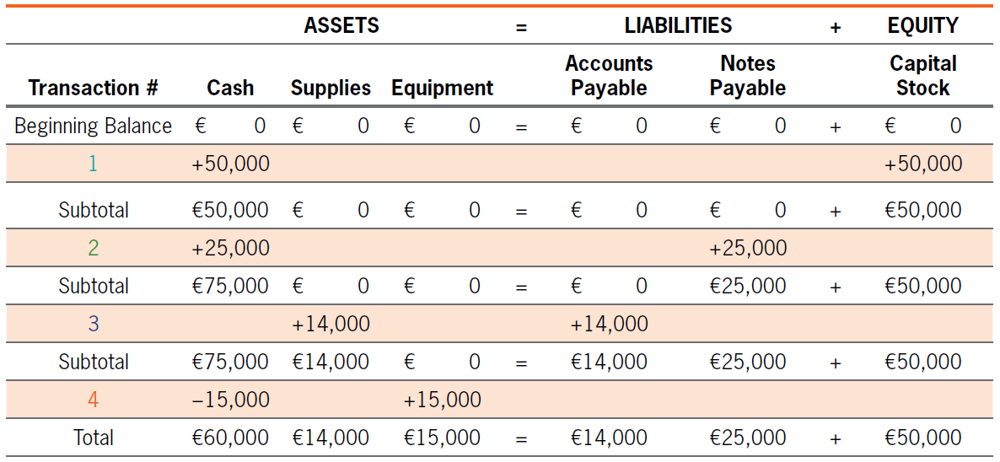 ASSETS = LIABILITIES + EQUITY
Accounts Notes Capital
Transaction # Cash Supplies Equipment Payable Payable Stock
Beginning Balance € 0 € 0 € 0 = € 0 € 0 + € 0
1 +50,000 +50,000
Subtotal €50,000 € 0 € 0 = € 0 € 0 + €50,000
2 +25,000 +25,000
Subtotal €75,000 € 0 € 0 = € 0 €25,000 + €50,000
3 +14,000 +14,000
Subtotal €75,000 €14,000 € 0 = €14,000 €25,000 + €50,000
4 –15,000 +15,000
Total €60,000 €14,000 €15,000 = €14,000 €25,000 + €50,000